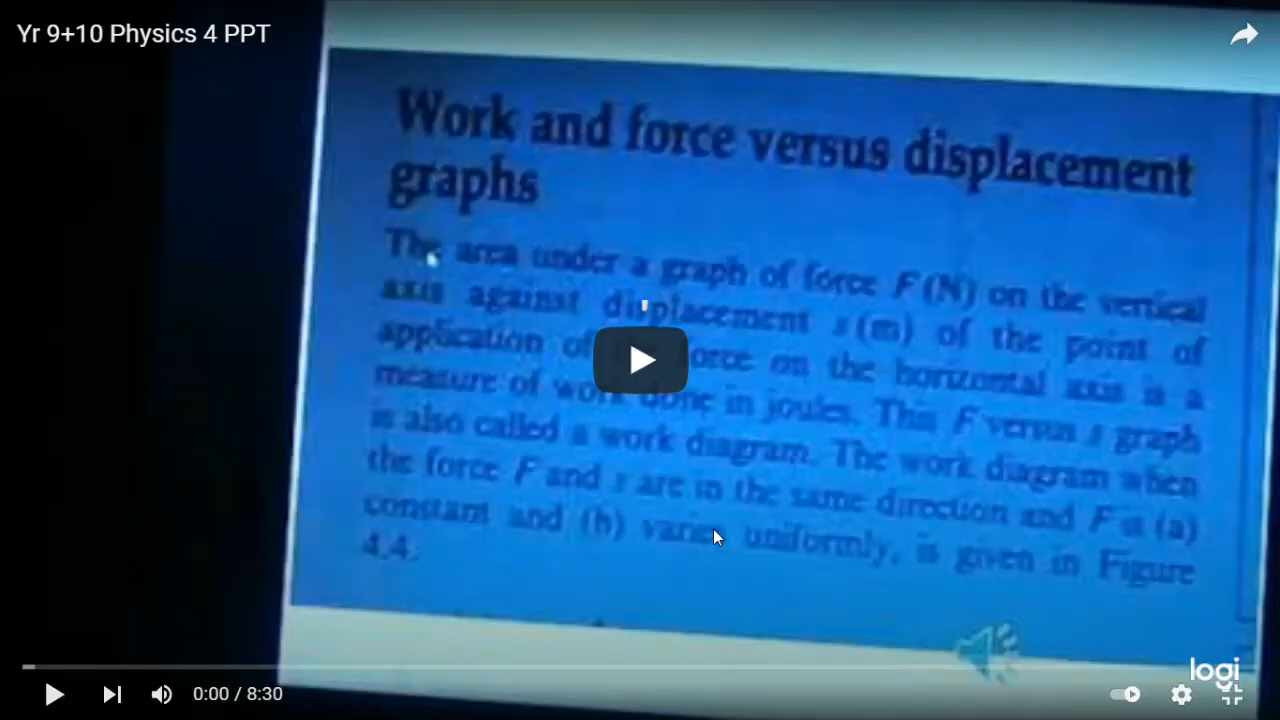 Yr 9+10 Physics 4 PPT
Work and force versus displacement
graphs
The area under a graph of force F (N) on the vertical
axis against displacement s (m) of the point of
application of force on the horizontal axis is a
measure of work done in joules. This F versus s graph
is also called a work diagram. The work diagram when
the force F and s are in the same direction and F is (a)
constant and (b) varies uniformly, is given in Figure
4.4.
logi
0:00 / 8:30